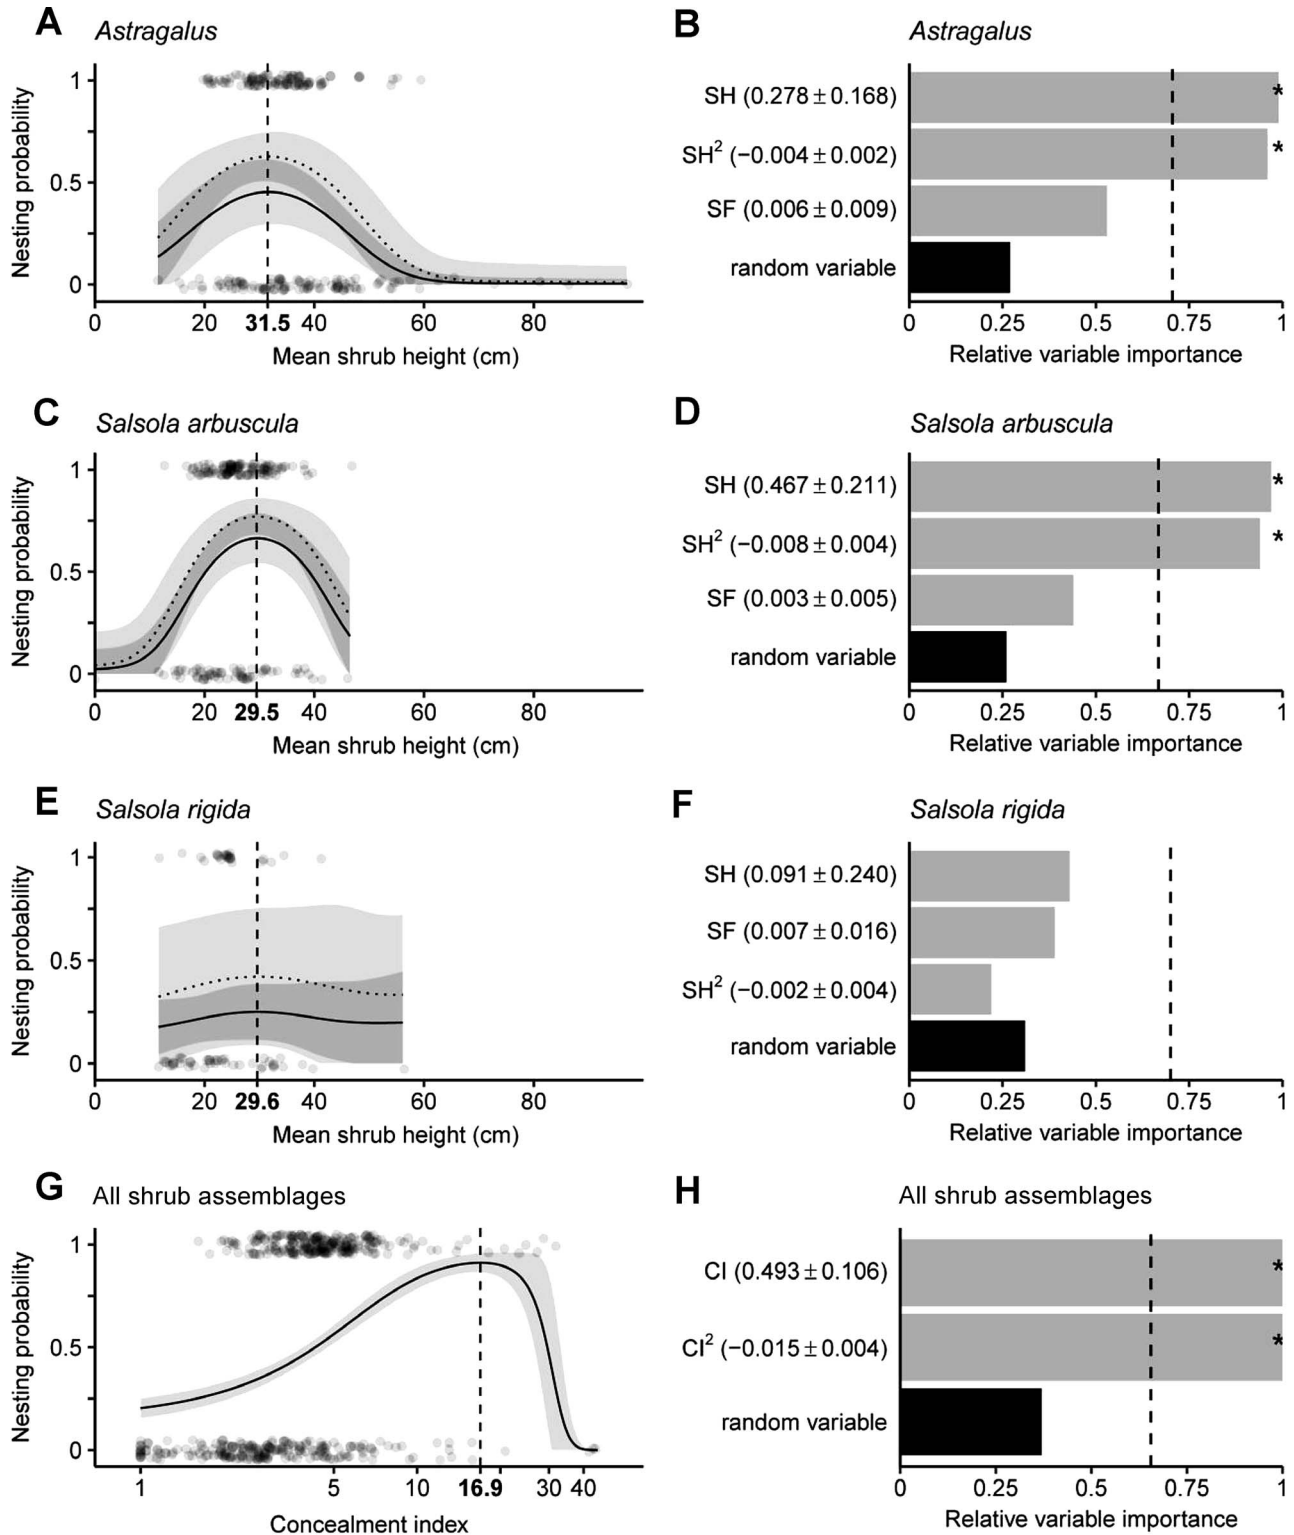 A Astragalus
Nesting probability
1
0.5
0
0 20 31.5 40 60 80
Mean shrub height (cm)
B Astragalus
SH (0.278 ± 0.168) *
SH² (−0.004 ± 0.002) *
SF (0.006 ± 0.009)
random variable
0 0.25 0.5 0.75 1
Relative variable importance
C Salsola arbuscula
Nesting probability
1
0.5
0
0 20 29.5 40 60 80
Mean shrub height (cm)
D Salsola arbuscula
SH (0.467 ± 0.211) *
SH² (−0.008 ± 0.004) *
SF (0.003 ± 0.005)
random variable
0 0.25 0.5 0.75 1
Relative variable importance
E Salsola rigida
Nesting probability
1
0.5
0
0 20 29.6 40 60 80
Mean shrub height (cm)
F Salsola rigida
SH (0.091 ± 0.240)
SF (0.007 ± 0.016)
SH² (−0.002 ± 0.004)
random variable
0 0.25 0.5 0.75 1
Relative variable importance
G All shrub assemblages
Nesting probability
1
0.5
0
1 5 10 16.9 30 40
Concealment index
H All shrub assemblages
CI (0.493 ± 0.106) *
CI² (−0.015 ± 0.004) *
random variable
0 0.25 0.5 0.75 1
Relative variable importance